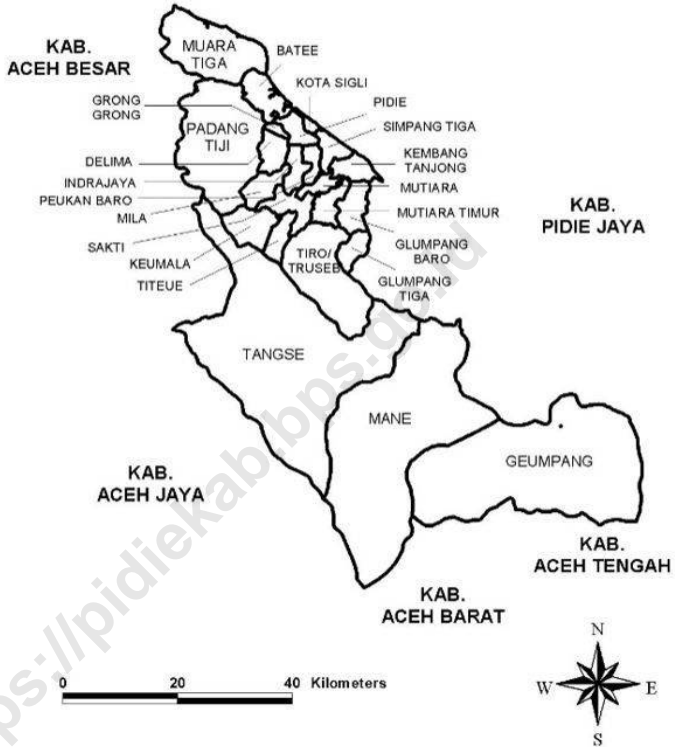 KAB.
ACEH BESAR
MUARA
TIGA
BATEE
KOTA SIGLI
GRONG
GRONG
PIDIE
PADANG
TIJI
SIMPANG TIGA
DELIMA
KEMBANG
TANJONG
INDRAJAYA
MUTIARA
PEUKAN BARO
MILA
MUTIARA TIMUR
KAB.
PIDIE JAYA
SAKTI
GLUMPANG
BARO
KEUMALA
TIRO/
TRUSEB
TITEUE
GLUMPANG
TIGA
TANGSE
MANE
GEUMPANG
KAB.
ACEH JAYA
KAB.
ACEH TENGAH
KAB.
ACEH BARAT
N
W E
S
0 20 40 Kilometers
ps://pidiekab.bps.go.id